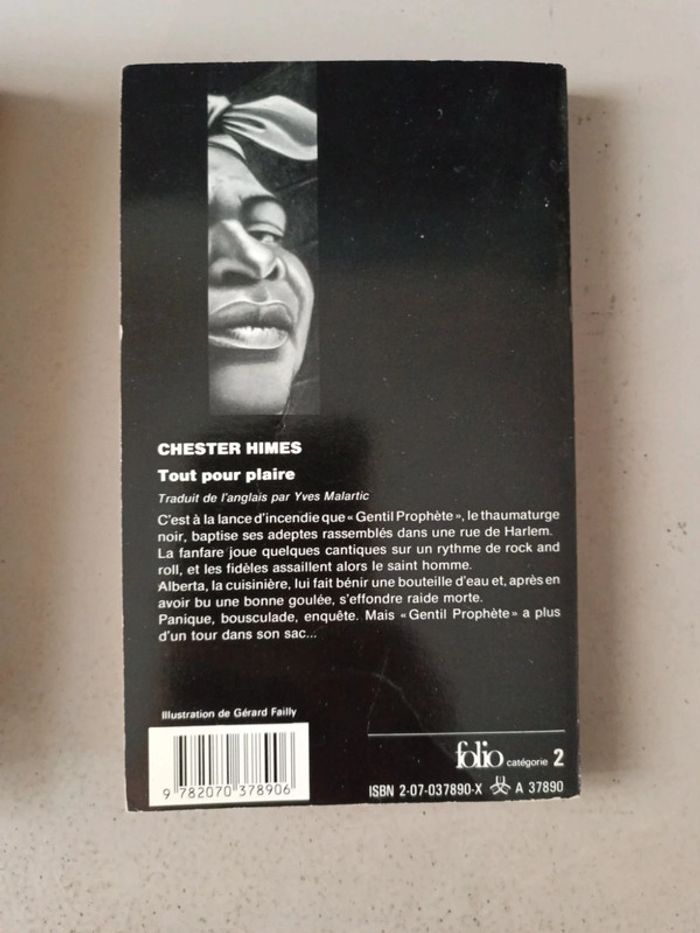 CHESTER HIMES
Tout pour plaire
Traduit de l'anglais par Yves Malartic
C'est à la lance d'incendie que « Gentil Prophète », le thaumaturge
noir, baptise ses adeptes rassemblés dans une rue de Harlem.
La fanfare joue quelques cantiques sur un rythme de rock and
roll, et les fidèles assaillent alors le saint homme.
Alberta, la cuisinière, lui fait bénir une bouteille d'eau et, après en
avoir bu une bonne goulée, s'effondre raide morte.
Panique, bousculade, enquête. Mais « Gentil Prophète » a plus
d'un tour dans son sac...
Illustration de Gérard Failly
9 782070 378906
folio catégorie 2
ISBN 2-07-037890-X A 37890